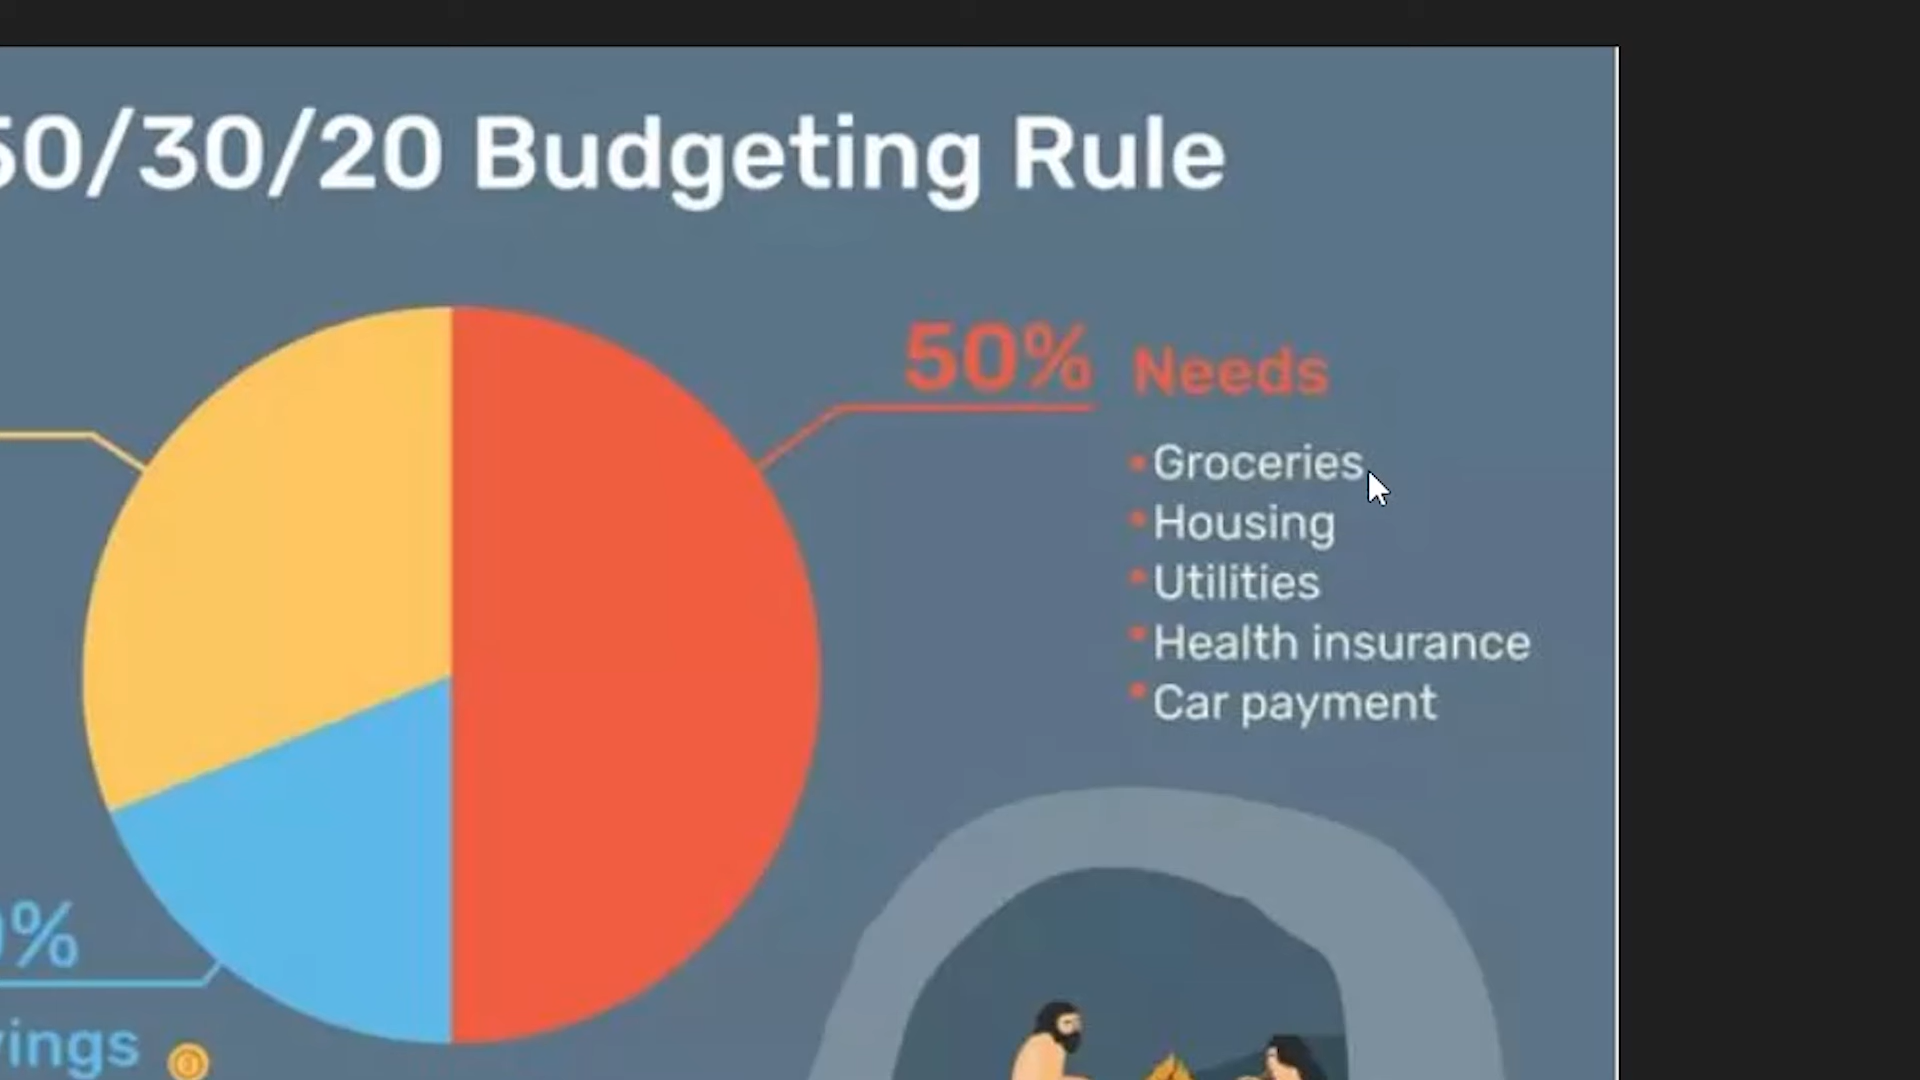 50/30/20 Budgeting Rule
50% Needs
Groceries
Housing
Utilities
Health insurance
Car payment